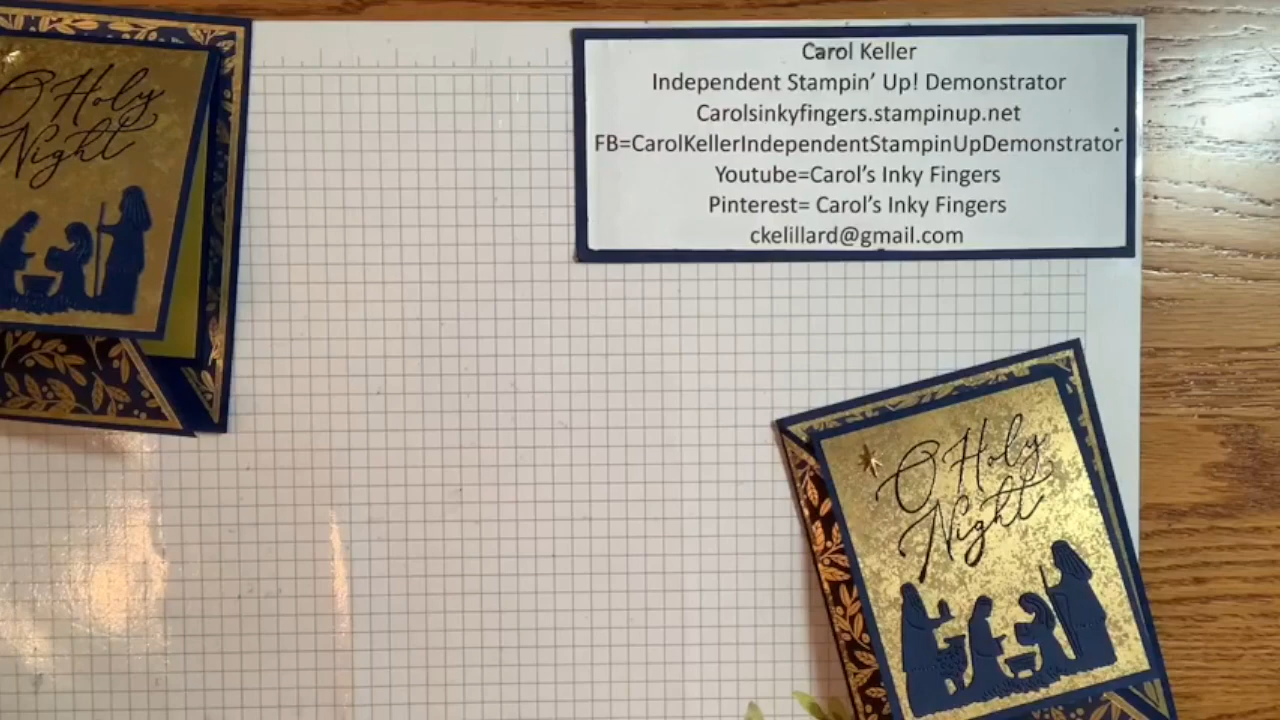 O Holy
Night
Carol Keller
Independent Stampin' Up! Demonstrator
Carolsinkyfingers.stampinup.net
FB=CarolKellerIndependentStampinUpDemonstrator
Youtube=Carol's Inky Fingers
Pinterest= Carol's Inky Fingers
ckelillard@gmail.com
O Holy
Night